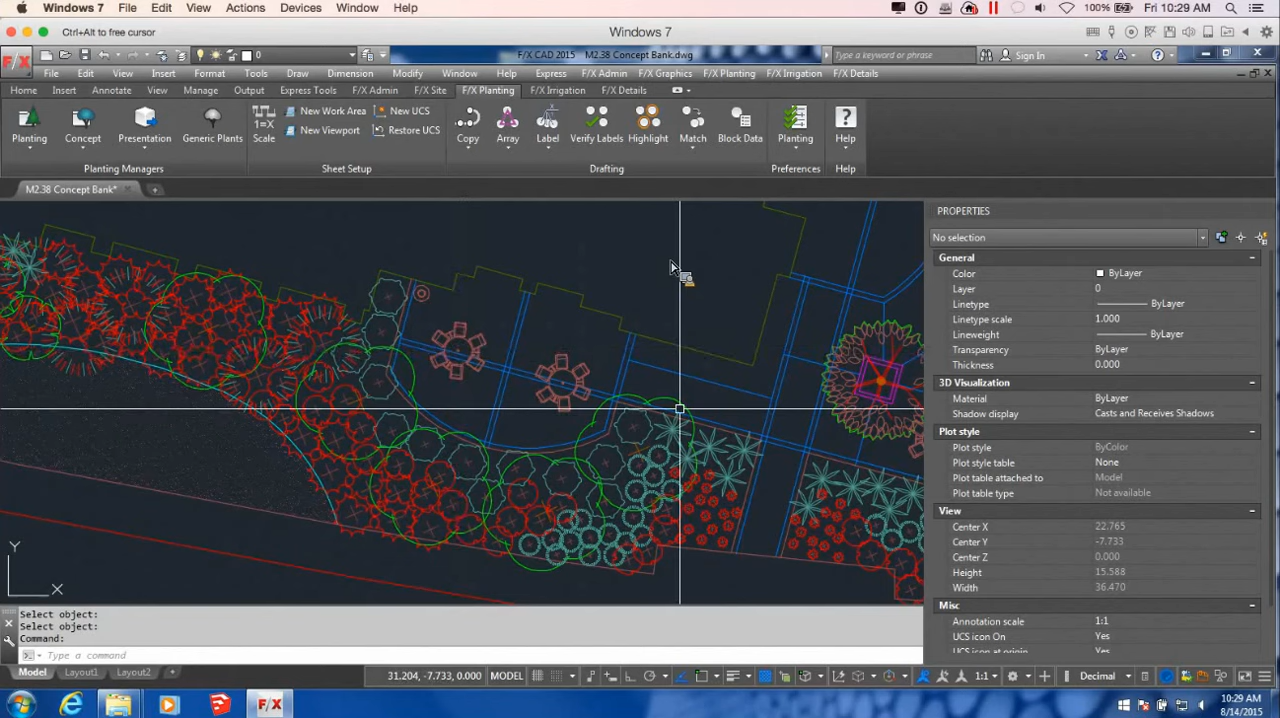 Windows 7 File Edit View Actions Devices Window Help 100% Fri 10:29 AM
Ctrl+Alt to free cursor Windows 7
F/X 0 F/X CAD 2015 M2.38 Concept Bank.dwg Type a keyword or phrase Sign In
File Edit View Insert Format Tools Draw Dimension Modify Window Help Express F/X Admin F/X Graphics F/X Planting F/X Irrigation F/X Details
Home Insert Annotate View Manage Output Express Tools F/X Admin F/X Site F/X Planting F/X Irrigation F/X Details
New Work Area New UCS
1=X
New Viewport Restore UCS
Planting Concept Presentation Generic Plants Scale Copy Array Label Verify Labels Highlight Match Block Data Planting Help
Planting Managers Sheet Setup Drafting Preferences Help
M2.38 Concept Bank*
PROPERTIES
No selection
General
Color ByLayer
Layer 0
Linetype ByLayer
Linetype scale 1.000
Lineweight ByLayer
Transparency ByLayer
Thickness 0.000
3D Visualization
Material ByLayer
Shadow display Casts and Receives Shadows
Plot style
Plot style ByColor
Plot style table None
Plot table attached to Model
Plot table type Not available
View
Center X 22.765
Center Y -7.733
Center Z 0.000
Height 15.588
Width 36.470
Misc
Annotation scale 1:1
UCS icon On Yes
UCS icon at origin Yes
Y
X
Select object:
Select object:
Command:
Type a command
Model Layout1 Layout2 + 31.204, -7.733, 0.000 MODEL 1:1 Decimal
F/X 10:29 AM
8/14/2015